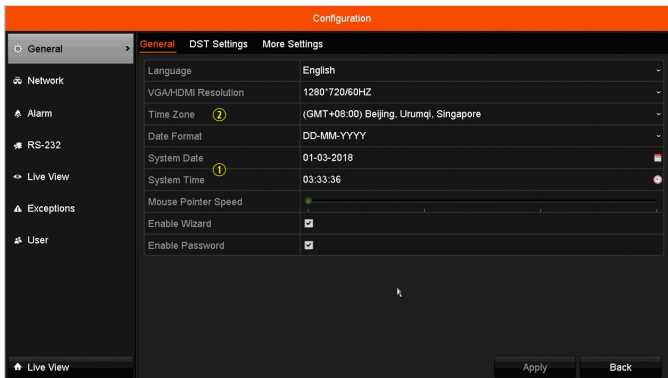 Configuration
General
Network
Alarm
RS-232
Live View
Exceptions
User
Live View
General DST Settings More Settings
Language English
VGA/HDMI Resolution 1280*720/60HZ
Time Zone ② (GMT+08:00) Beijing, Urumqi, Singapore
Date Format DD-MM-YYYY
System Date 01-03-2018
①
System Time 03:33:36
Mouse Pointer Speed
Enable Wizard
Enable Password
Apply Back